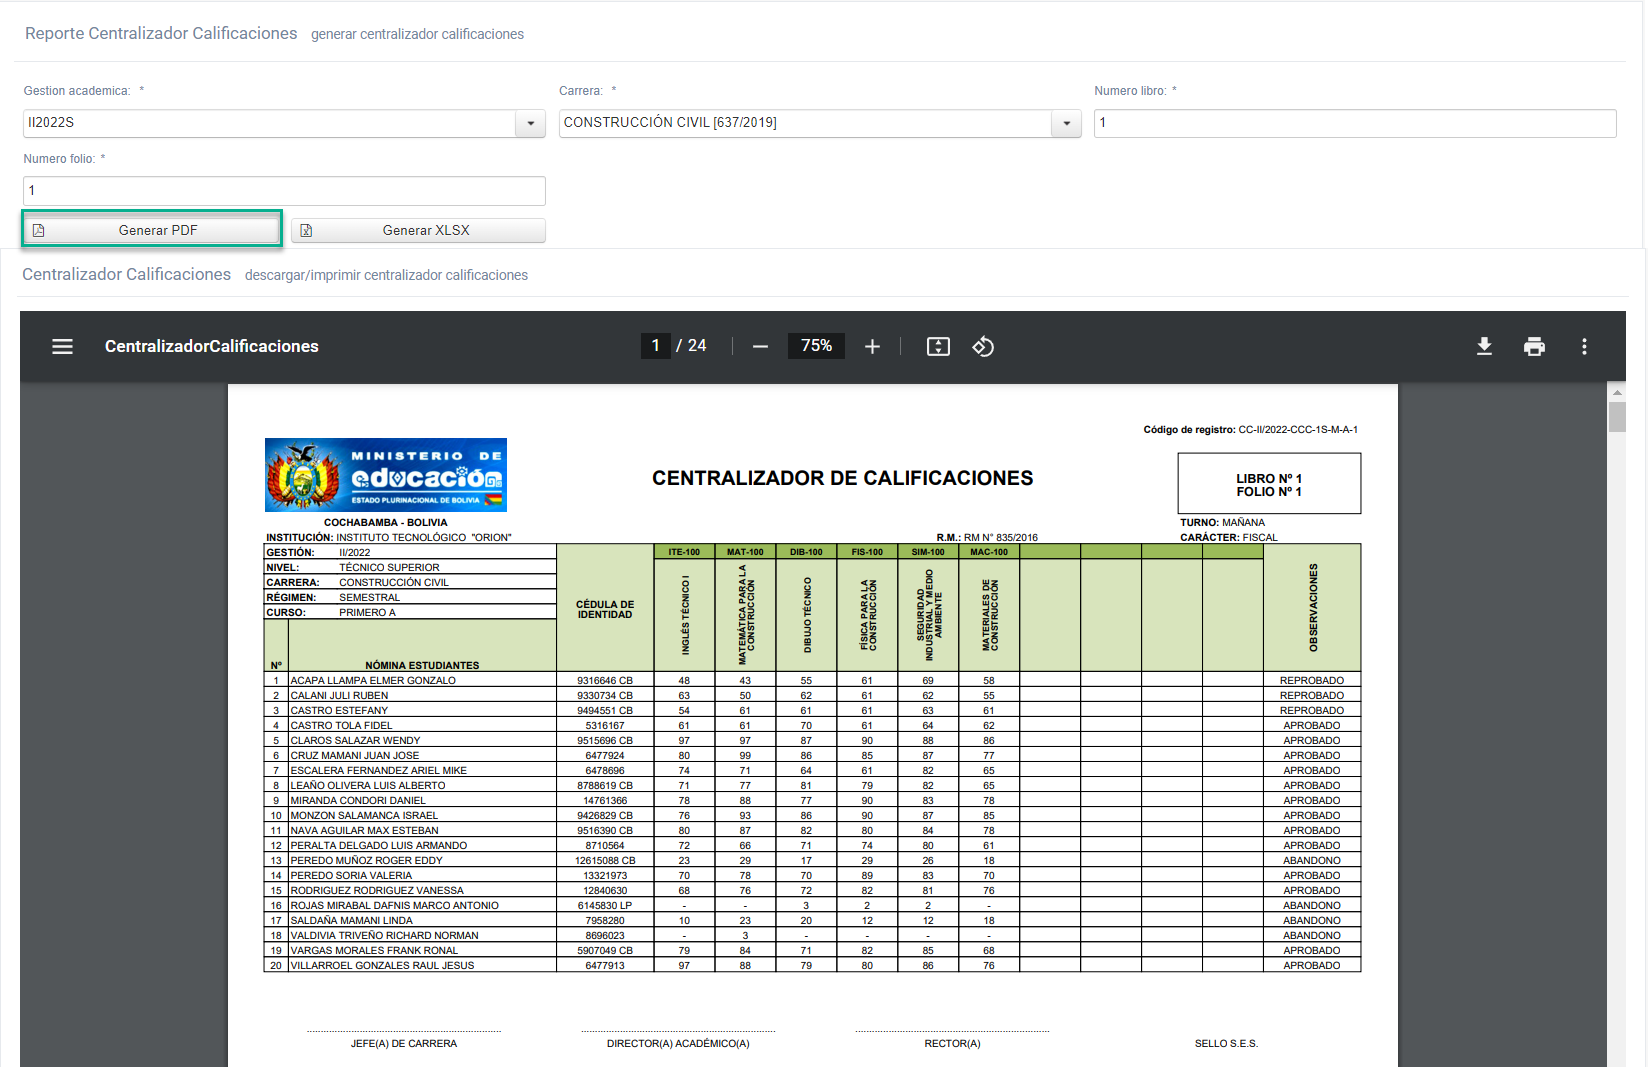 Reporte Centralizador Calificaciones generar centralizador calificaciones
Gestion academica: *
Carrera: *
Numero libro: *
II2022S
CONSTRUCCIÓN CIVIL [637/2019]
1
Numero folio: *
1
Generar PDF
Generar XLSX
Centralizador Calificaciones descargar/imprimir centralizador calificaciones
CentralizadorCalificaciones
1 / 24
75%
Código de registro: CC-II/2022-CCC-1S-M-A-1
MINISTERIO DE
educación
ESTADO PLURINACIONAL DE BOLIVIA
CENTRALIZADOR DE CALIFICACIONES
LIBRO Nº 1
FOLIO Nº 1
COCHABAMBA - BOLIVIA
TURNO: MAÑANA
INSTITUCIÓN: INSTITUTO TECNOLÓGICO "ORION"
R.M.: RM N° 835/2016
CARÁCTER: FISCAL
GESTIÓN: II/2022
NIVEL: TÉCNICO SUPERIOR
CARRERA: CONSTRUCCIÓN CIVIL
RÉGIMEN: SEMESTRAL
CURSO: PRIMERO A
Nº
NÓMINA ESTUDIANTES
CÉDULA DE
IDENTIDAD
ITE-100 MAT-100 DIB-100 FIS-100 SIM-100 MAC-100
INGLÉS TÉCNICO I
MATEMÁTICA PARA LA
CONSTRUCCIÓN
DIBUJO TÉCNICO
FÍSICA PARA LA
CONSTRUCCIÓN
SEGURIDAD
INDUSTRIAL Y MEDIO
AMBIENTE
MATERIALES DE
CONSTRUCCIÓN
OBSERVACIONES
1 ACAPA LLAMPA ELMER GONZALO 9316646 CB 48 43 55 61 69 58 REPROBADO
2 CALANI JULI RUBEN 9330734 CB 63 50 62 61 62 55 REPROBADO
3 CASTRO ESTEFANY 9494551 CB 54 61 61 61 63 61 REPROBADO
4 CASTRO TOLA FIDEL 5316167 61 61 70 61 64 62 APROBADO
5 CLAROS SALAZAR WENDY 9515696 CB 97 97 87 90 88 86 APROBADO
6 CRUZ MAMANI JUAN JOSE 6477924 80 99 86 85 87 77 APROBADO
7 ESCALERA FERNANDEZ ARIEL MIKE 6478696 74 71 64 61 82 65 APROBADO
8 LEAÑO OLIVERA LUIS ALBERTO 8788619 CB 71 77 81 79 82 65 APROBADO
9 MIRANDA CONDORI DANIEL 14761366 78 88 77 90 83 78 APROBADO
10 MONZON SALAMANCA ISRAEL 9426829 CB 76 93 86 90 87 85 APROBADO
11 NAVA AGUILAR MAX ESTEBAN 9516390 CB 80 87 82 80 84 78 APROBADO
12 PERALTA DELGADO LUIS ARMANDO 8710564 72 66 71 74 80 61 APROBADO
13 PEREDO MUÑOZ ROGER EDDY 12615088 CB 23 29 17 29 26 18 ABANDONO
14 PEREDO SORIA VALERIA 13321973 70 78 70 89 83 70 APROBADO
15 RODRIGUEZ RODRIGUEZ VANESSA 12840630 68 76 72 82 81 76 APROBADO
16 ROJAS MIRABAL DAFNIS MARCO ANTONIO 6145830 LP - - 3 2 2 - ABANDONO
17 SALDAÑA MAMANI LINDA 7958280 10 23 20 12 12 18 ABANDONO
18 VALDIVIA TRIVEÑO RICHARD NORMAN 8696023 - 3 - - - - ABANDONO
19 VARGAS MORALES FRANK RONAL 5907049 CB 79 84 71 82 85 68 APROBADO
20 VILLARROEL GONZALES RAUL JESUS 6477913 97 88 79 80 86 76 APROBADO
JEFE(A) DE CARRERA
DIRECTOR(A) ACADÉMICO(A)
RECTOR(A)
SELLO S.E.S.